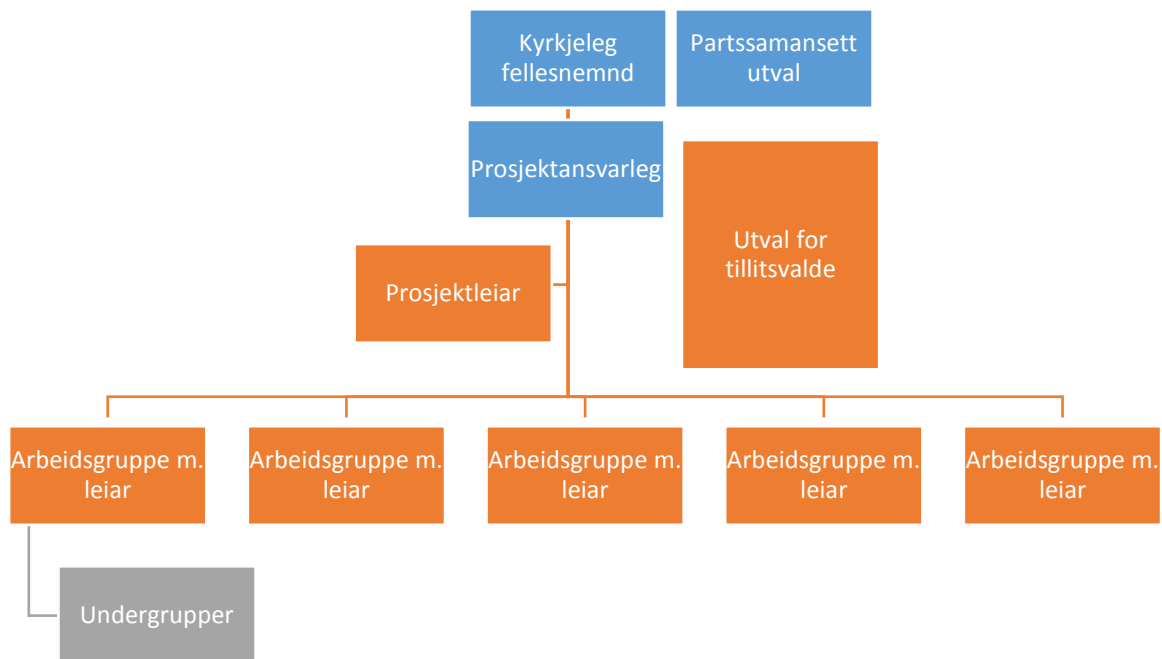 Kyrkjeleg
fellesnemnd
Partssamansett
utval
Prosjektansvarleg
Utval for
tillitsvalde
Prosjektleiar
Arbeidsgruppe m.
leiar
Arbeidsgruppe m.
leiar
Arbeidsgruppe m.
leiar
Arbeidsgruppe m.
leiar
Arbeidsgruppe m.
leiar
Undergrupper